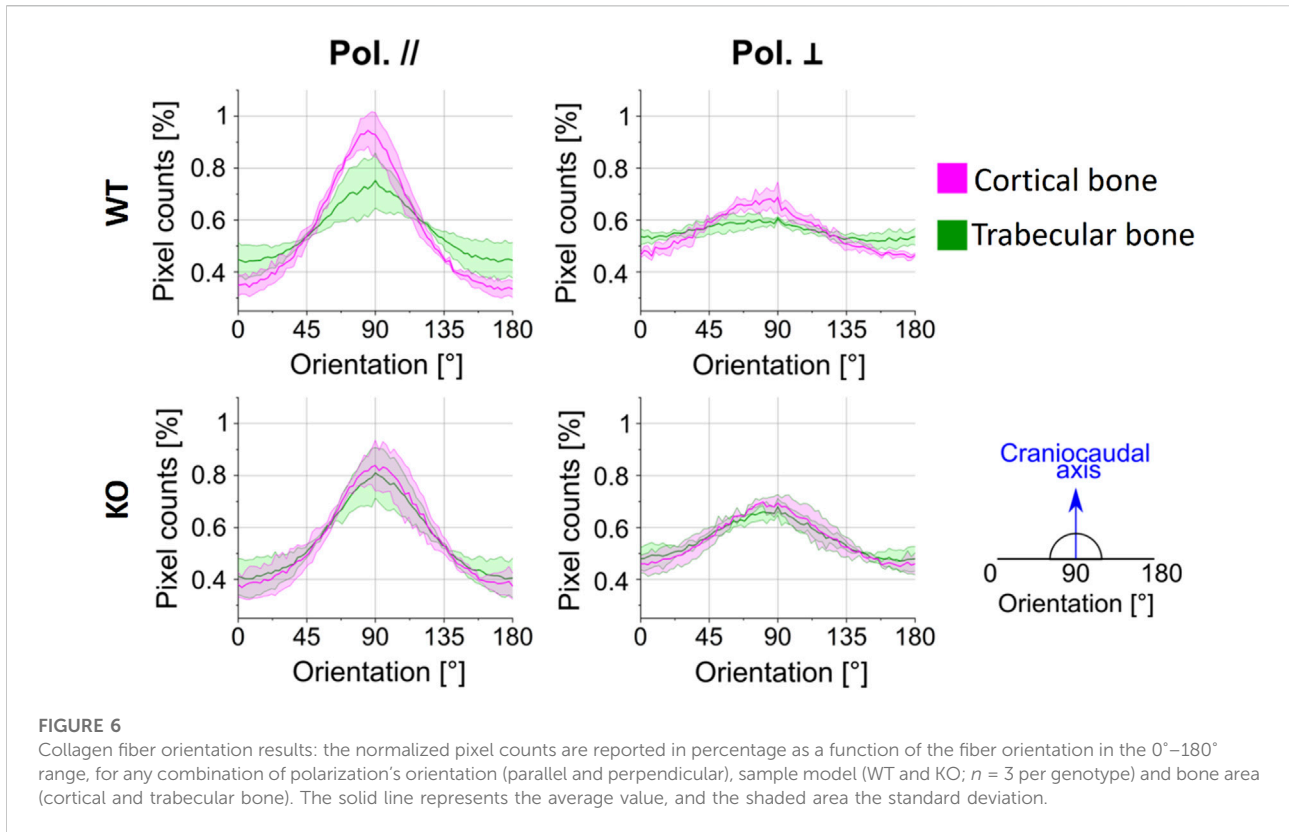 Pol. //
Pol. ⊥
WT
Pixel counts [%]
1
0.8
0.6
0.4
0 45 90 135 180
Orientation [°]
Pixel counts [%]
1
0.8
0.6
0.4
0 45 90 135 180
Orientation [°]
Cortical bone
Trabecular bone
KO
Pixel counts [%]
1
0.8
0.6
0.4
0 45 90 135 180
Orientation [°]
Pixel counts [%]
1
0.8
0.6
0.4
0 45 90 135 180
Orientation [°]
Craniocaudal
axis
0 90 180
Orientation [°]
FIGURE 6
Collagen fiber orientation results: the normalized pixel counts are reported in percentage as a function of the fiber orientation in the 0°–180°
range, for any combination of polarization's orientation (parallel and perpendicular), sample model (WT and KO; n = 3 per genotype) and bone area
(cortical and trabecular bone). The solid line represents the average value, and the shaded area the standard deviation.